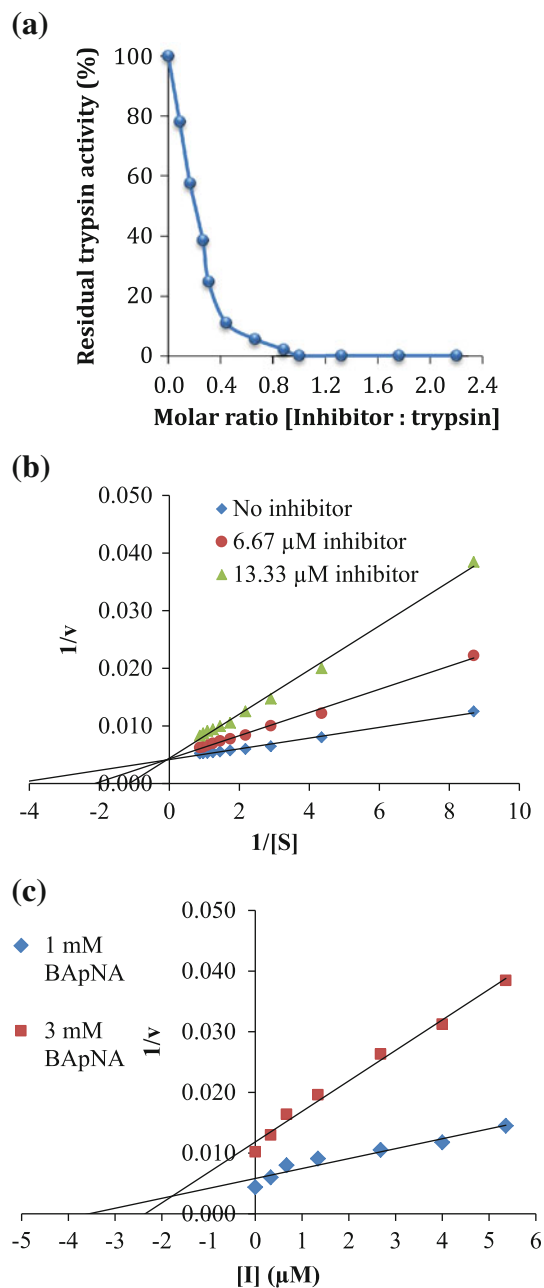 (a)
Residual trypsin activity (%)
100
80
60
40
20
0
0.0 0.4 0.8 1.2 1.6 2.0 2.4
Molar ratio [Inhibitor : trypsin]
(b)
0.050
0.040
0.030
0.020
0.010
0.000
1/v
No inhibitor
6.67 µM inhibitor
13.33 µM inhibitor
-4 -2 0 2 4 6 8 10
1/[S]
(c)
1 mM
BApNA
3 mM
BApNA
1/v
0.050
0.040
0.030
0.020
0.010
0.000
-5 -4 -3 -2 -1 0 1 2 3 4 5 6
[I] (µM)